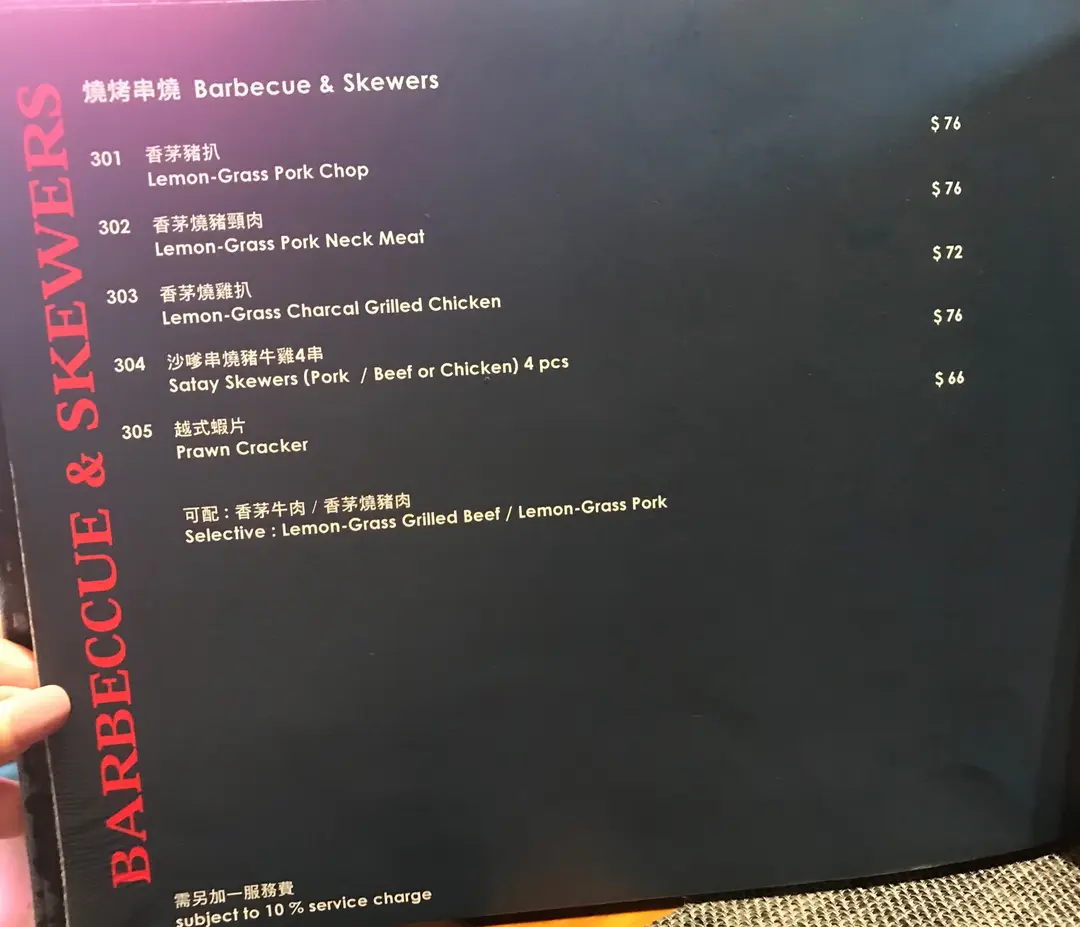 BARBECCUE & SKEWERS
燒烤串燒 Barbecue & Skewers
301 香茅豬扒 $ 76
Lemon-Grass Pork Chop
302 香茅燒豬頸肉 $ 76
Lemon-Grass Pork Neck Meat
303 香茅燒雞扒 $ 72
Lemon-Grass Charcal Grilled Chicken
304 沙嗲串燒豬牛雞4串 $ 76
Satay Skewers (Pork / Beef or Chicken) 4 pcs
305 越式蝦片 $ 66
Prawn Cracker
可配：香茅牛肉 / 香茅燒豬肉
Selective : Lemon-Grass Grilled Beef / Lemon-Grass Pork
需另加一服務費
subject to 10 % service charge